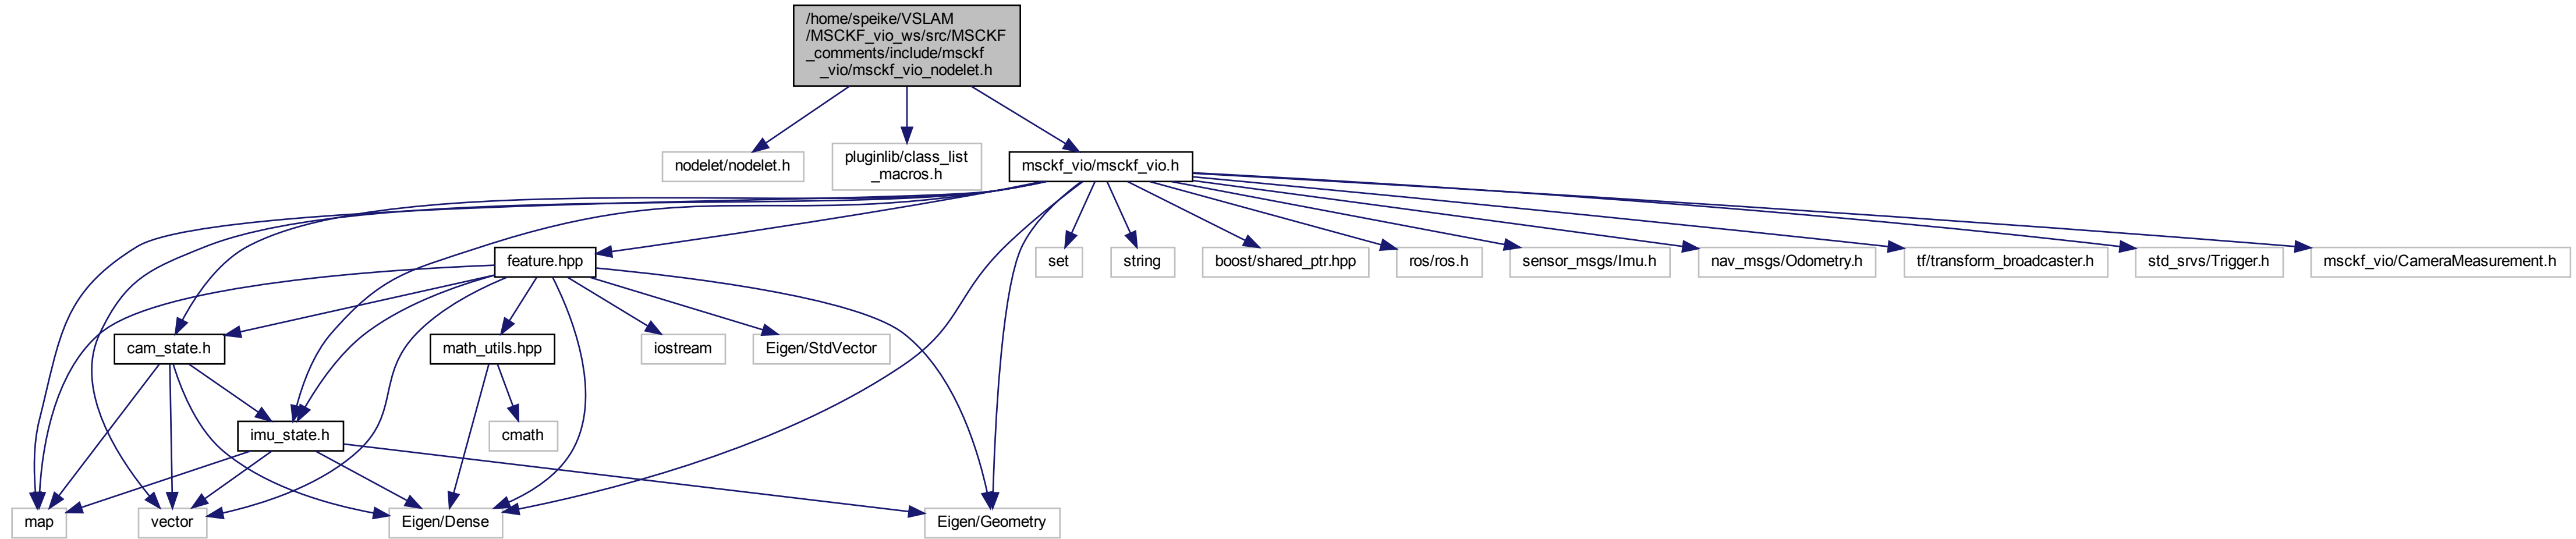 /home/speike/VSLAM
/MSCKF_vio_ws/src/MSCKF
_comments/include/msckf
_vio/msckf_vio_nodelet.h
nodelet/nodelet.h
pluginlib/class_list
_macros.h
msckf_vio/msckf_vio.h
feature.hpp
set
string
boost/shared_ptr.hpp
ros/ros.h
sensor_msgs/Imu.h
nav_msgs/Odometry.h
tf/transform_broadcaster.h
std_srvs/Trigger.h
msckf_vio/CameraMeasurement.h
cam_state.h
math_utils.hpp
iostream
Eigen/StdVector
imu_state.h
cmath
map
vector
Eigen/Dense
Eigen/Geometry